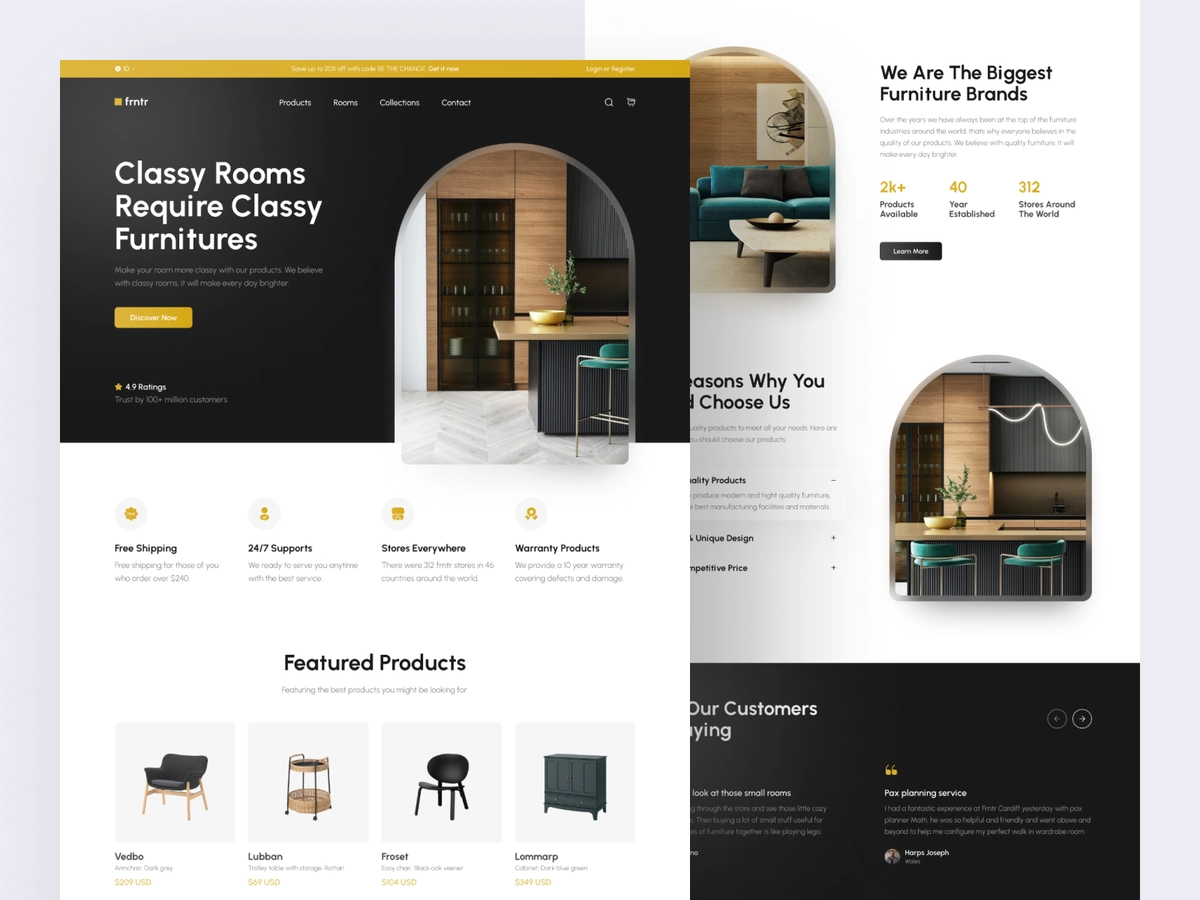 ID
Save up to 20% off with code BE THE CHANGE. Get it now
Login or Register
frntr
Products
Rooms
Collections
Contact
Classy Rooms
Require Classy
Furnitures
Make your room more classy with our products. We believe
with classy rooms, it will make every day brighter.
Discover Now
4.9 Ratings
Trust by 100+ million customers
Free Shipping
Free shipping for those of you
who order over $240.
24/7 Supports
We ready to serve you anytime
with the best service.
Stores Everywhere
There were 312 frntr stores in 46
countries around the world.
Warranty Products
We provide a 10 year warranty
covering defects and damage.
Featured Products
Featuring the best products you might be looking for
Vedbo
Armchair. Dark grey
$209 USD
Lubban
Trolley table with storage, Rattan
$69 USD
Froset
Easy chair. Black oak veener
$104 USD
Lommarp
Cabinet. Dark blue green
$349 USD
We Are The Biggest
Furniture Brands
Over the years we have always been at the top of the furniture
industries around the world. thats why everyone believes in the
quality of our products. We believe with quality furniture, it will
make every day brighter.
2k+
Products
Available
40
Year
Established
312
Stores Around
The World
Learn More
easons Why You
d Choose Us
uality products to meet all your needs. Here are
ou should choose our products.
uality Products
produce modern and hight quality furniture.
e best manufacturing facilities and materials.
& Unique Design
mpetitive Price
Our Customers
aying
look at those small rooms
g through the store and see those little cozy
s. Then buying a lot of small stuff useful for
es of furniture together is like playing lego.
no
Pax planning service
I had a fantastic experience at Frntr Cardiff yesterday with pax
planner Matti, he was so helpful and friendly and went above and
beyond to help me configure my perfect walk in wardrobe room.
Harps Joseph
Wales